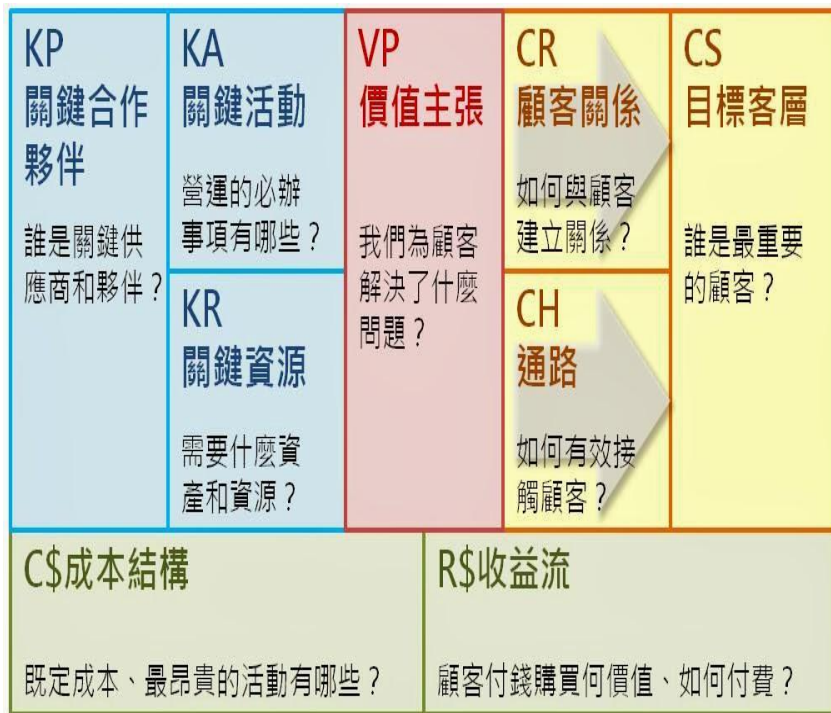 KP
關鍵合作
夥伴
誰是關鍵供
應商和夥伴？
KA
關鍵活動
營運的必辦
事項有哪些？
KR
關鍵資源
需要什麼資
產和資源？
VP
價值主張
我們為顧客
解決了什麼
問題？
CR
顧客關係
如何與顧客
建立關係？
CH
通路
如何有效接
觸顧客？
CS
目標客層
誰是最重要
的顧客？
C$成本結構
既定成本、最昂貴的活動有哪些？
R$收益流
顧客付錢購買何價值、如何付費？